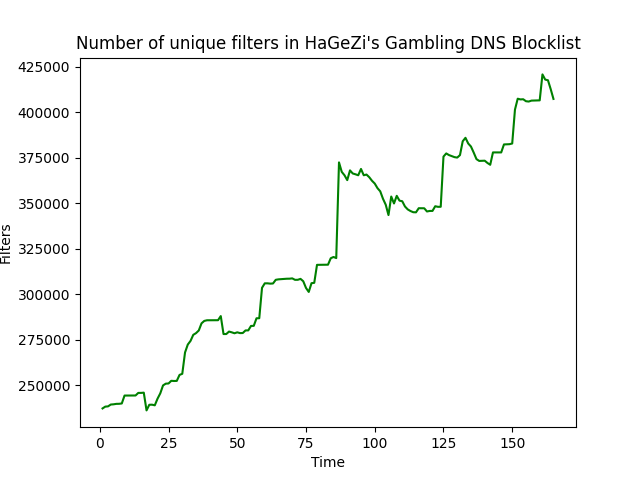 Number of unique filters in HaGeZi's Gambling DNS Blocklist
425000
400000
375000
350000
325000
300000
275000
250000
Filters
0 25 50 75 100 125 150
Time